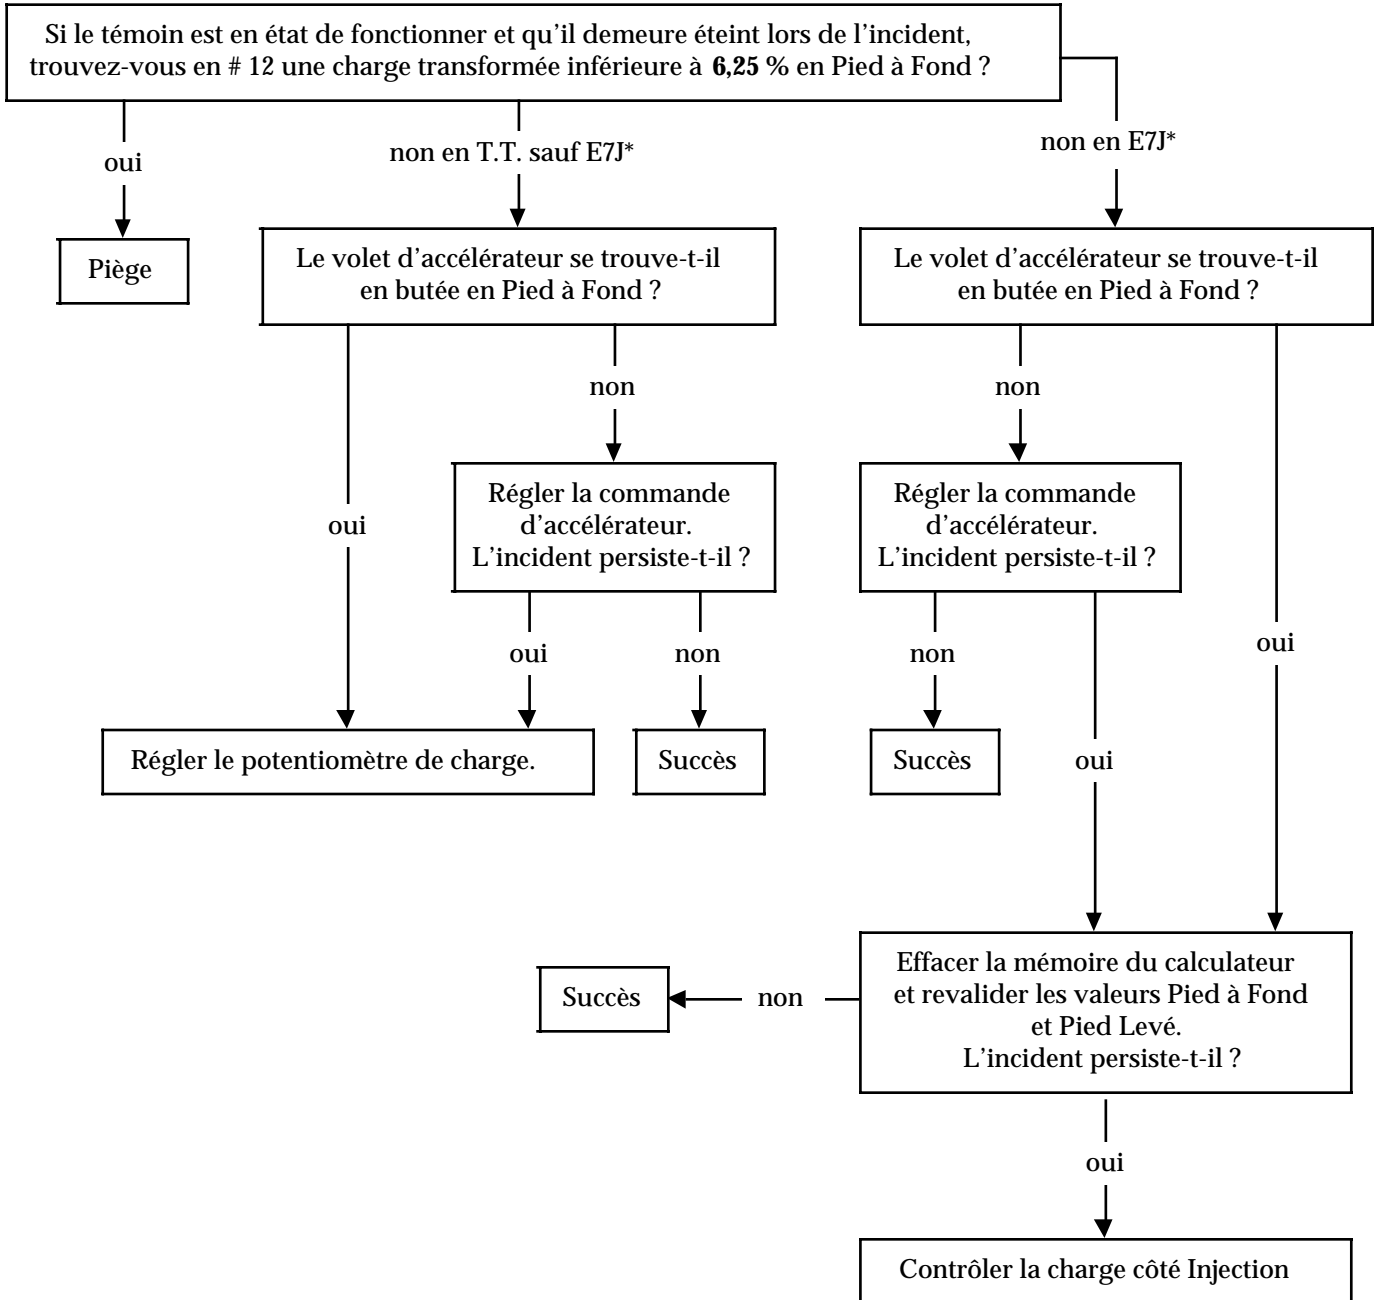 Si le témoin est en état de fonctionner et qu'il demeure éteint lors de l'incident,
trouvez-vous en # 12 une charge transformée inférieure à 6,25 % en Pied à Fond ?
oui
non en T.T. sauf E7J*
non en E7J*
Piège
Le volet d'accélérateur se trouve-t-il
en butée en Pied à Fond ?
Le volet d'accélérateur se trouve-t-il
en butée en Pied à Fond ?
non
non
oui
Régler la commande
d'accélérateur.
L'incident persiste-t-il ?
Régler la commande
d'accélérateur.
L'incident persiste-t-il ?
oui
non
non
oui
Régler le potentiomètre de charge.
Succès
Succès
oui
Effacer la mémoire du calculateur
et revalider les valeurs Pied à Fond
et Pied Levé.
L'incident persiste-t-il ?
non
Succès
oui
Contrôler la charge côté Injection